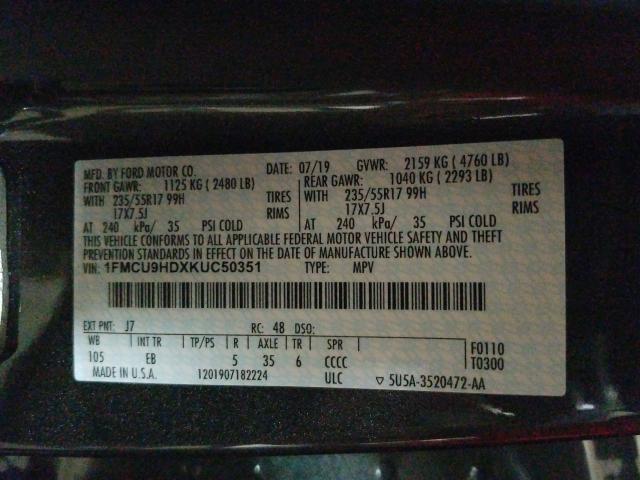 MFD. BY FORD MOTOR CO. DATE: 07/19 GVWR: 2159 KG ( 4760 LB)
FRONT GAWR: 1125 KG ( 2480 LB) REAR GAWR: 1040 KG ( 2293 LB)
WITH 235/55R17 99H TIRES WITH 235/55R17 99H TIRES
17X7.5J RIMS 17X7.5J RIMS
AT 240 kPa/ 35 PSI COLD AT 240 kPa/ 35 PSI COLD
THIS VEHICLE CONFORMS TO ALL APPLICABLE FEDERAL MOTOR VEHICLE SAFETY AND THEFT
PREVENTION STANDARDS IN EFFECT ON THE DATE OF MANUFACTURE SHOWN ABOVE.
VIN: 1FMCU9HDXKUC50351 TYPE: MPV
EXT PNT: J7 RC: 48 DSO:
WB INT TR TP/PS R AXLE TR SPR F0110
105 EB 5 35 6 CCCC T0300
MADE IN U.S.A. 1201907182224 ULC ▽ 5U5A-3520472-AA